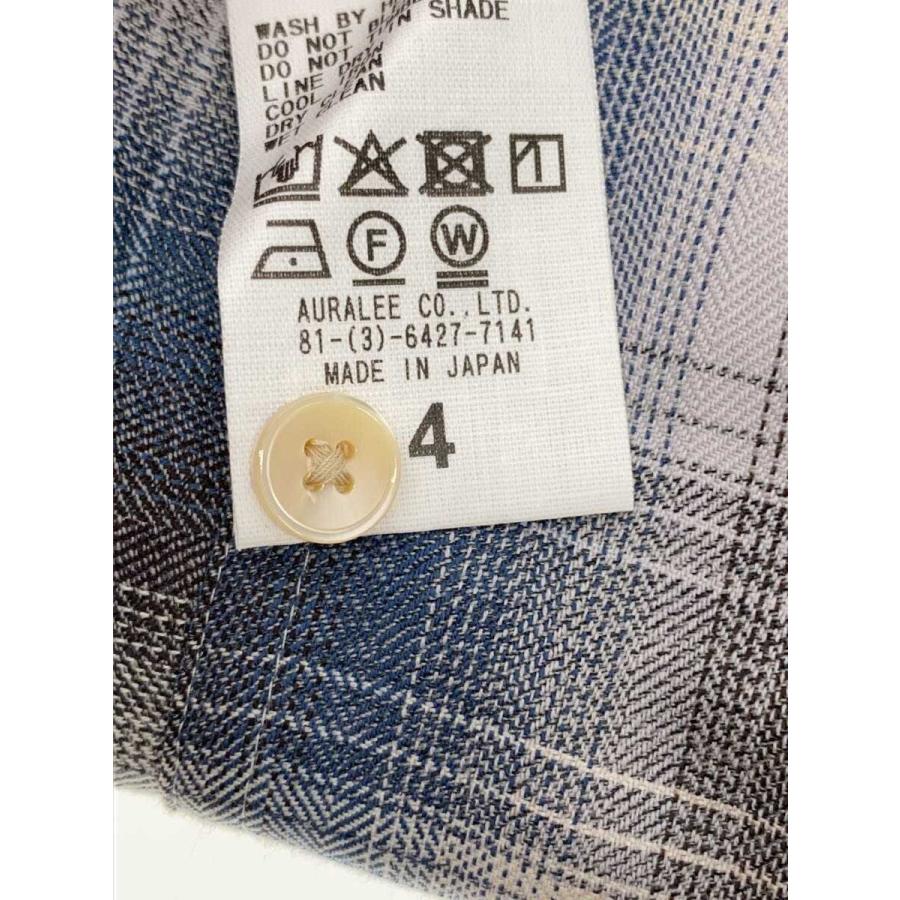 WASH BY
DO NOT SHADE
DO NOT
LINE
COOL
DRY CLEAN
WET
F
W
AURALEE CO.,LTD.
81-(3)-6427-7141
MADE IN JAPAN
4